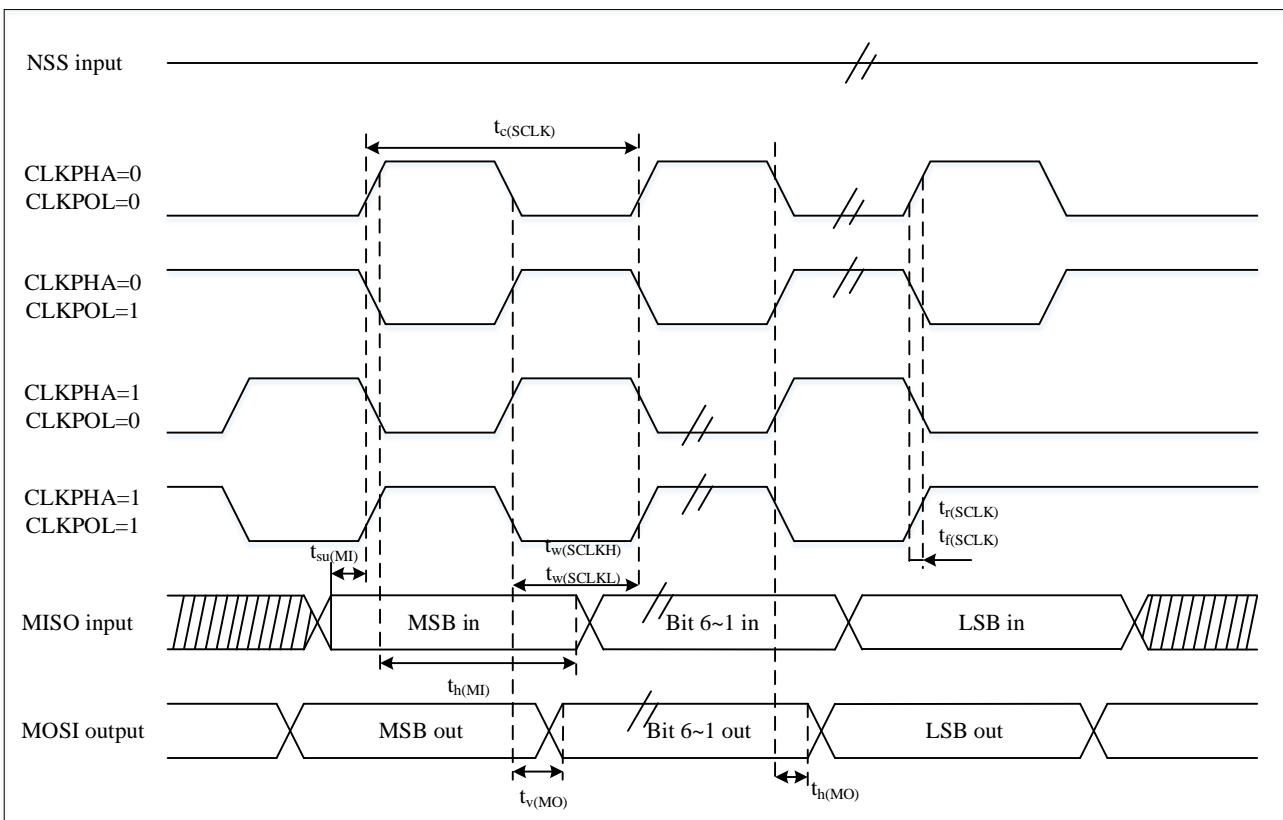 NSS input
tc(SCLK)
CLKPHA=0
CLKPOL=0
CLKPHA=0
CLKPOL=1
CLKPHA=1
CLKPOL=0
CLKPHA=1
CLKPOL=1
tr(SCLK)
tf(SCLK)
tsu(MI)
tw(SCLKH)
tw(SCLKL)
MISO input
MSB in
Bit 6~1 in
LSB in
th(MI)
MOSI output
MSB out
Bit 6~1 out
LSB out
tv(MO)
th(MO)